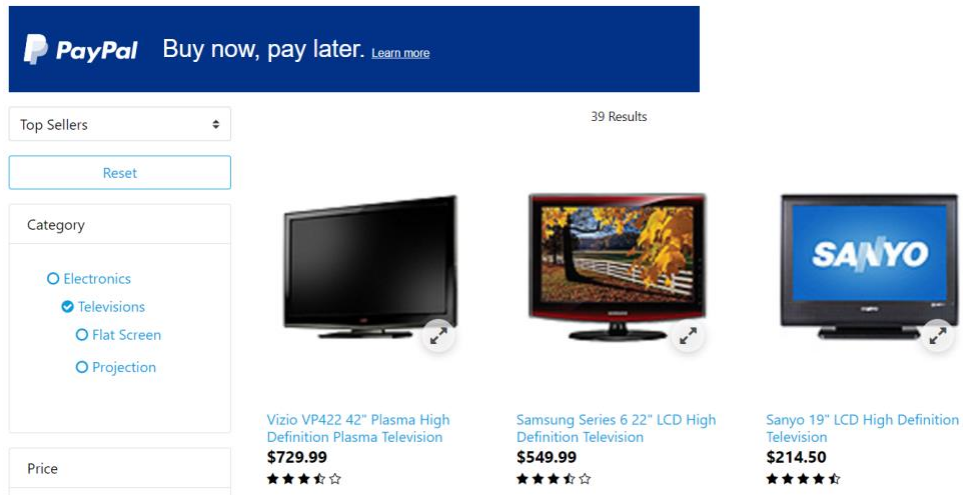 PayPal Buy now, pay later. Learn more
Top Sellers
39 Results
Reset
Category
Electronics
Televisions
Flat Screen
Projection
SANYO
Vizio VP422 42" Plasma High
Definition Plasma Television
$729.99
Samsung Series 6 22" LCD High
Definition Television
$549.99
Sanyo 19" LCD High Definition
Television
$214.50
Price